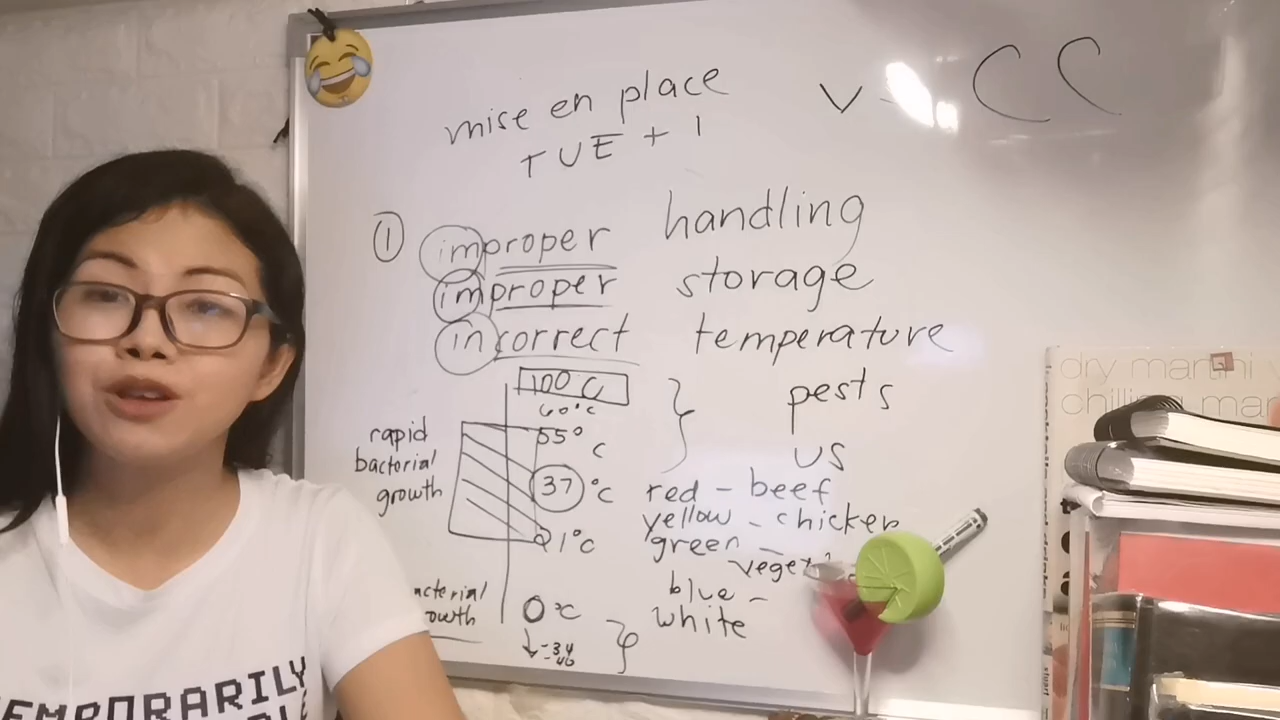 mise en place
TUE + 1
V CC
① improper handling
improper storage
incorrect temperature
pests
us
100°C
60°C
55°C
37°C
1°C
0°C
-34
rapid
bacterial
growth
red - beef
yellow - chicken
green -
blue -
white
dry martini
TEMPORARILY